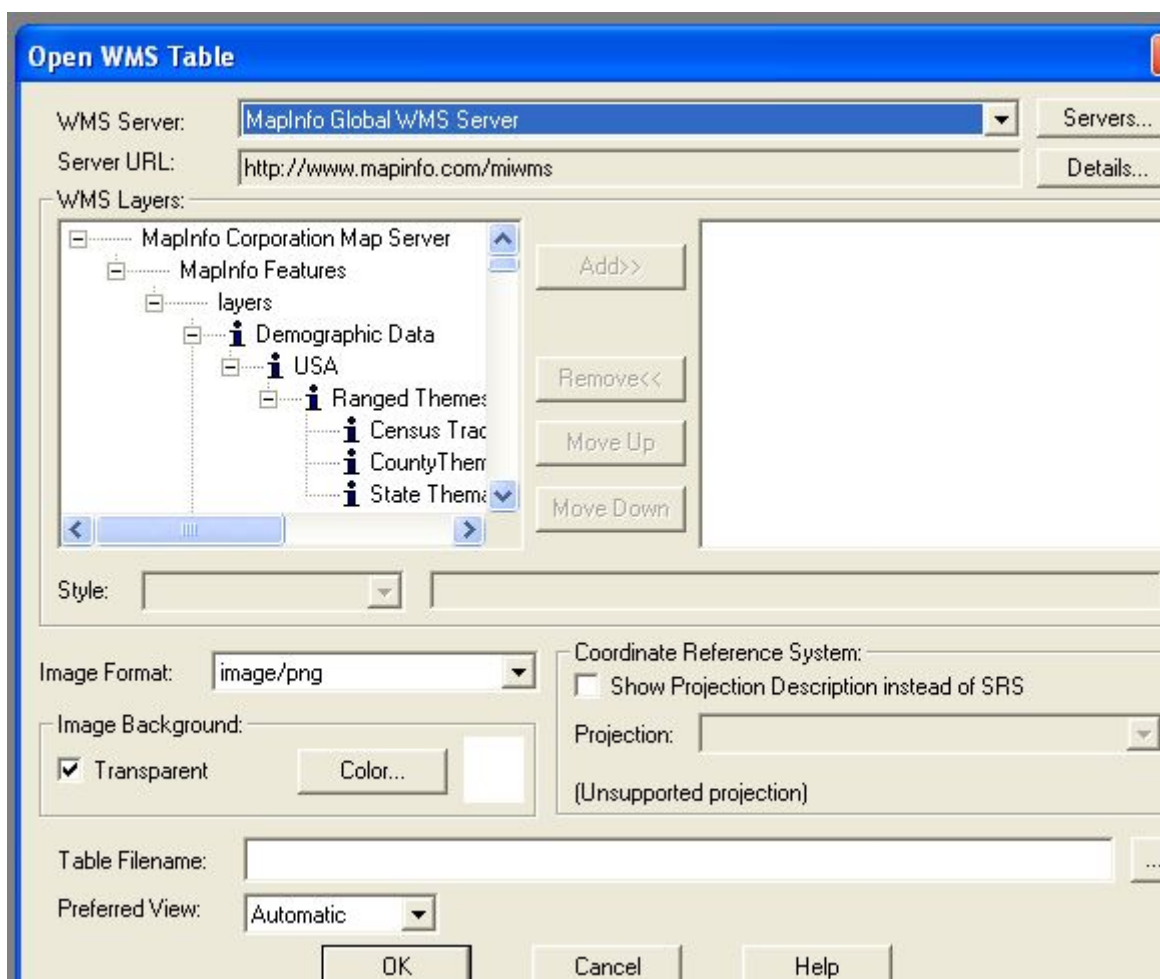 Open WMS Table
WMS Server: MapInfo Global WMS Server Servers...
Server URL: http://www.mapinfo.com/miwms Details...
WMS Layers:
MapInfo Corporation Map Server
MapInfo Features
layers
i Demographic Data
i USA
i Ranged Themes
i Census Trac
i CountyThem
i State Thema
Add>>
Remove<<
Move Up
Move Down
Style:
Image Format: image/png
Image Background:
Transparent Color...
Coordinate Reference System:
Show Projection Description instead of SRS
Projection:
(Unsupported projection)
Table Filename: ...
Preferred View: Automatic
OK Cancel Help